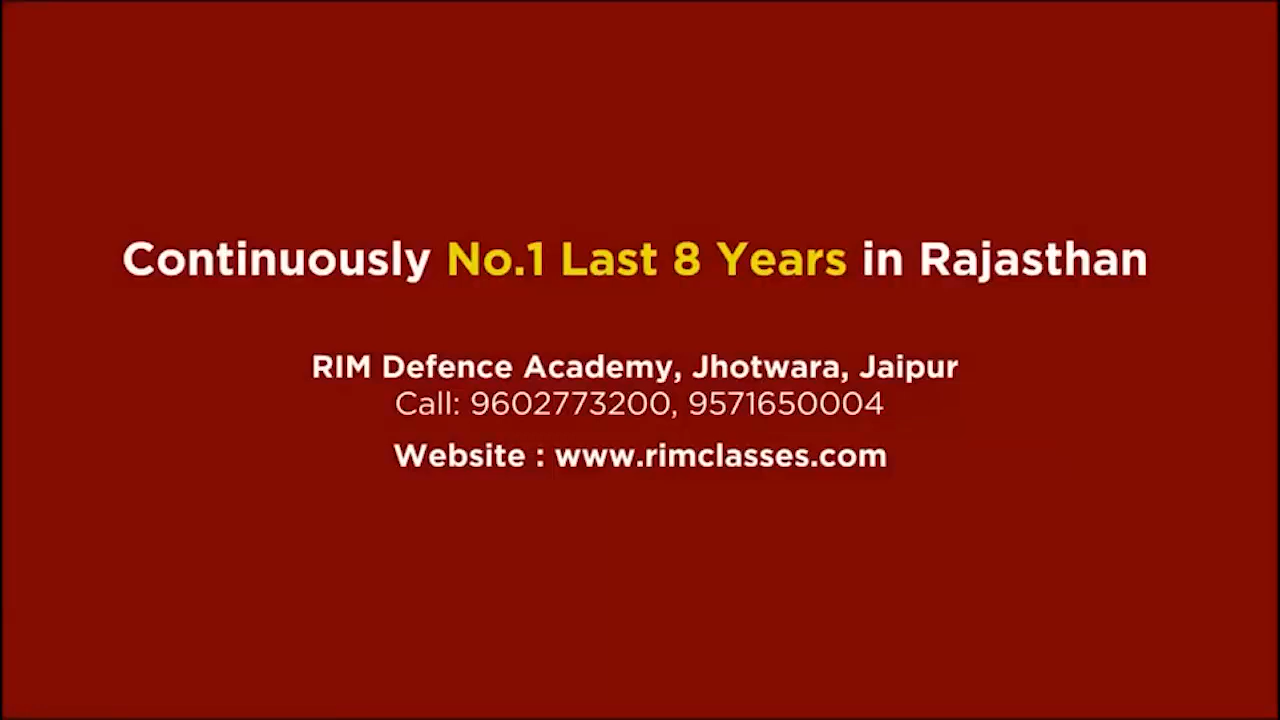 Continuously No.1 Last 8 Years in Rajasthan
RIM Defence Academy, Jhotwara, Jaipur
Call: 9602773200, 9571650004
Website : www.rimclasses.com